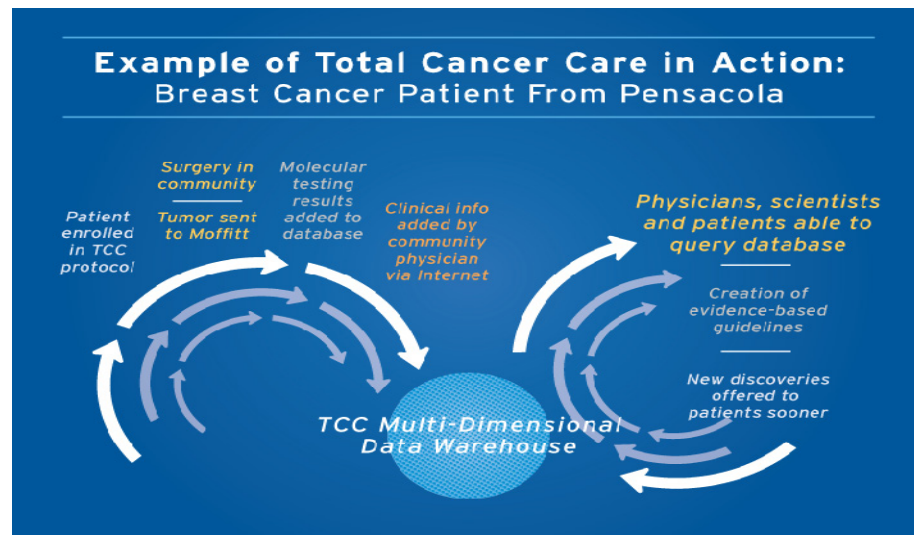 Example of Total Cancer Care in Action:
Breast Cancer Patient From Pensacola
Patient
enrolled
in TCC
protocol
Surgery in
community
Tumor sent
to Moffitt
Molecular
testing
results
added to
database
Clinical info
added by
community
physician
via Internet
TCC Multi-Dimensional
Data Warehouse
Physicians, scientists
and patients able to
query database
Creation of
evidence-based
guidelines
New discoveries
offered to
patients sooner